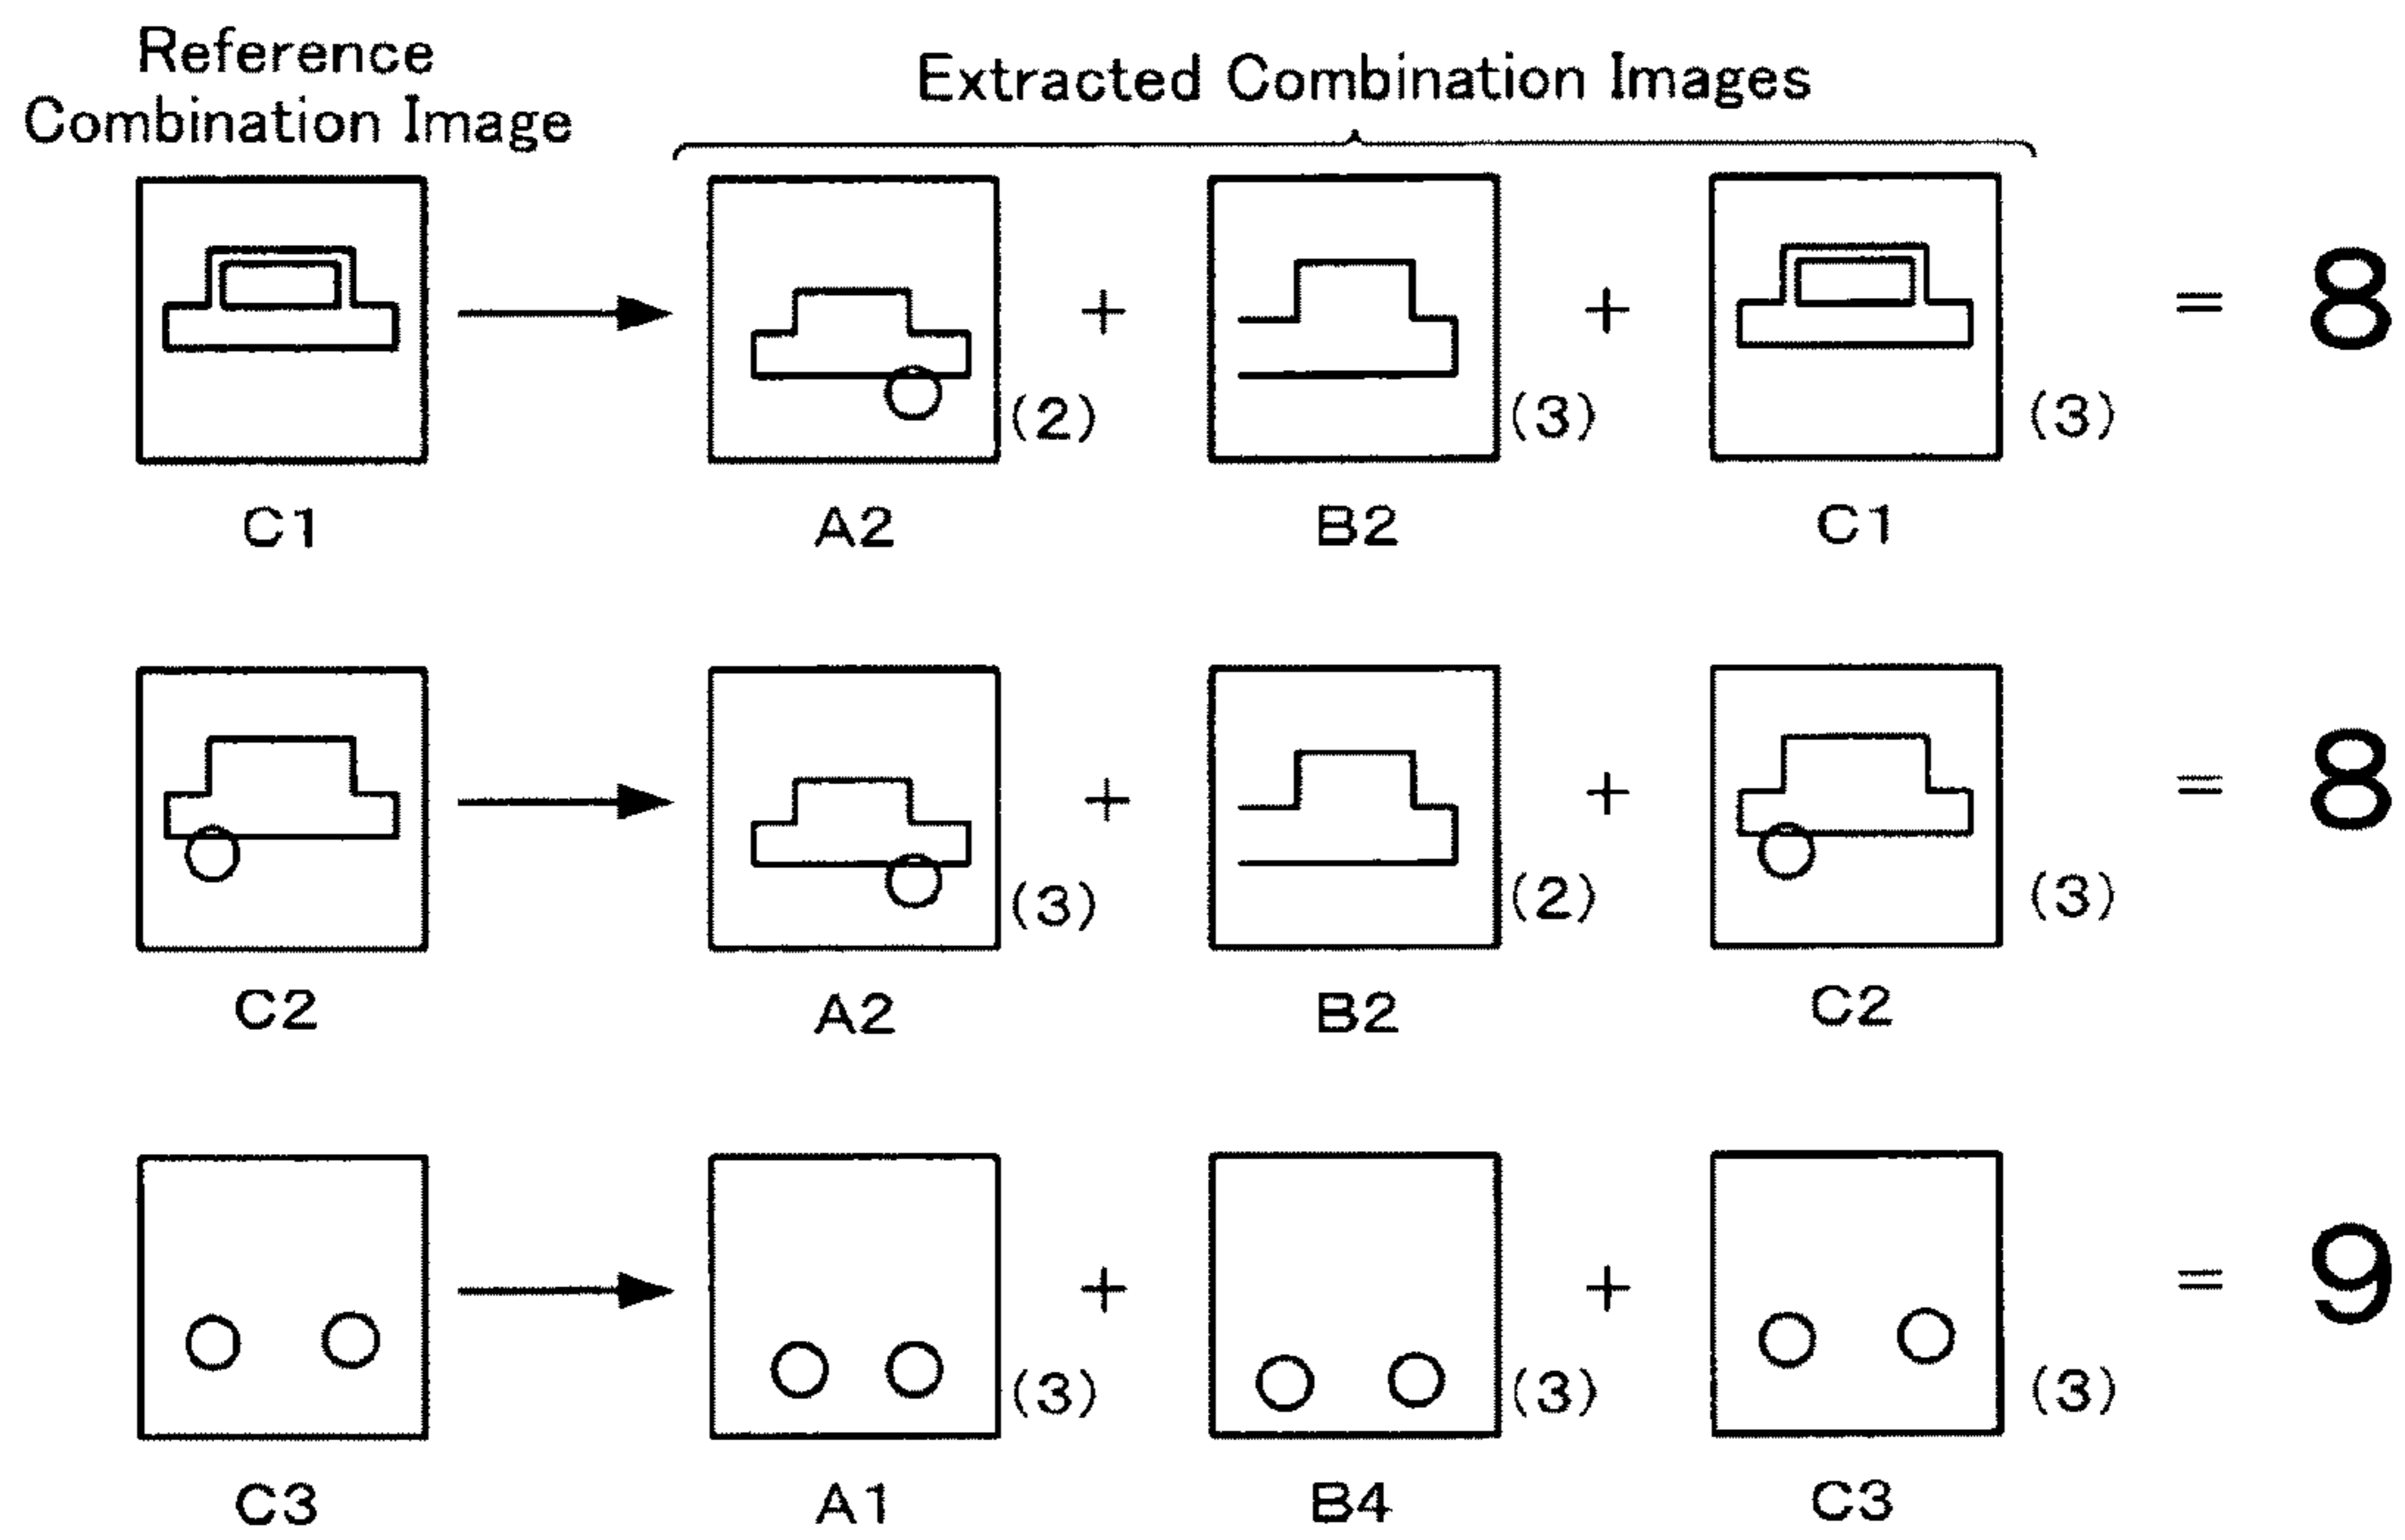 Reference
Combination Image
Extracted Combination Images
+ + = 8
(2) (3) (3)
C1 A2 B2 C1
+ + = 8
(3) (2) (3)
C2 A2 B2 C2
+ + = 9
(3) (3) (3)
C3 A1 B4 C3